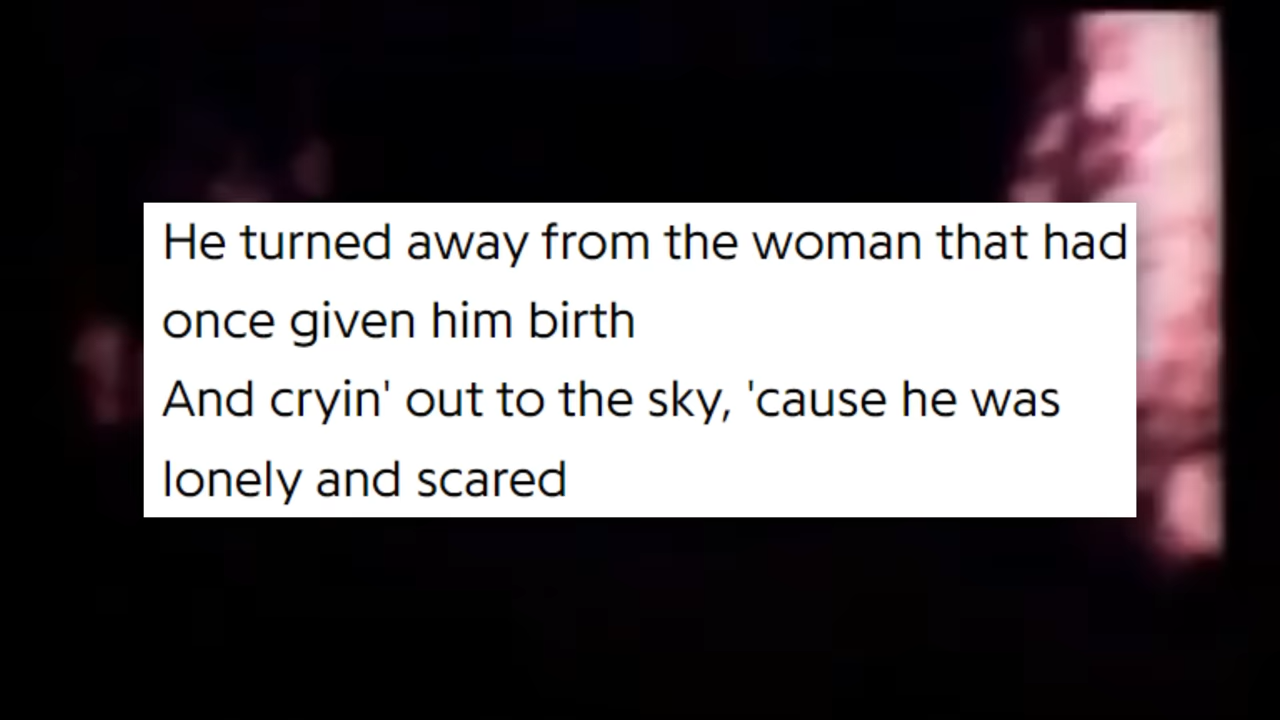 He turned away from the woman that had
once given him birth
And cryin' out to the sky, 'cause he was
lonely and scared